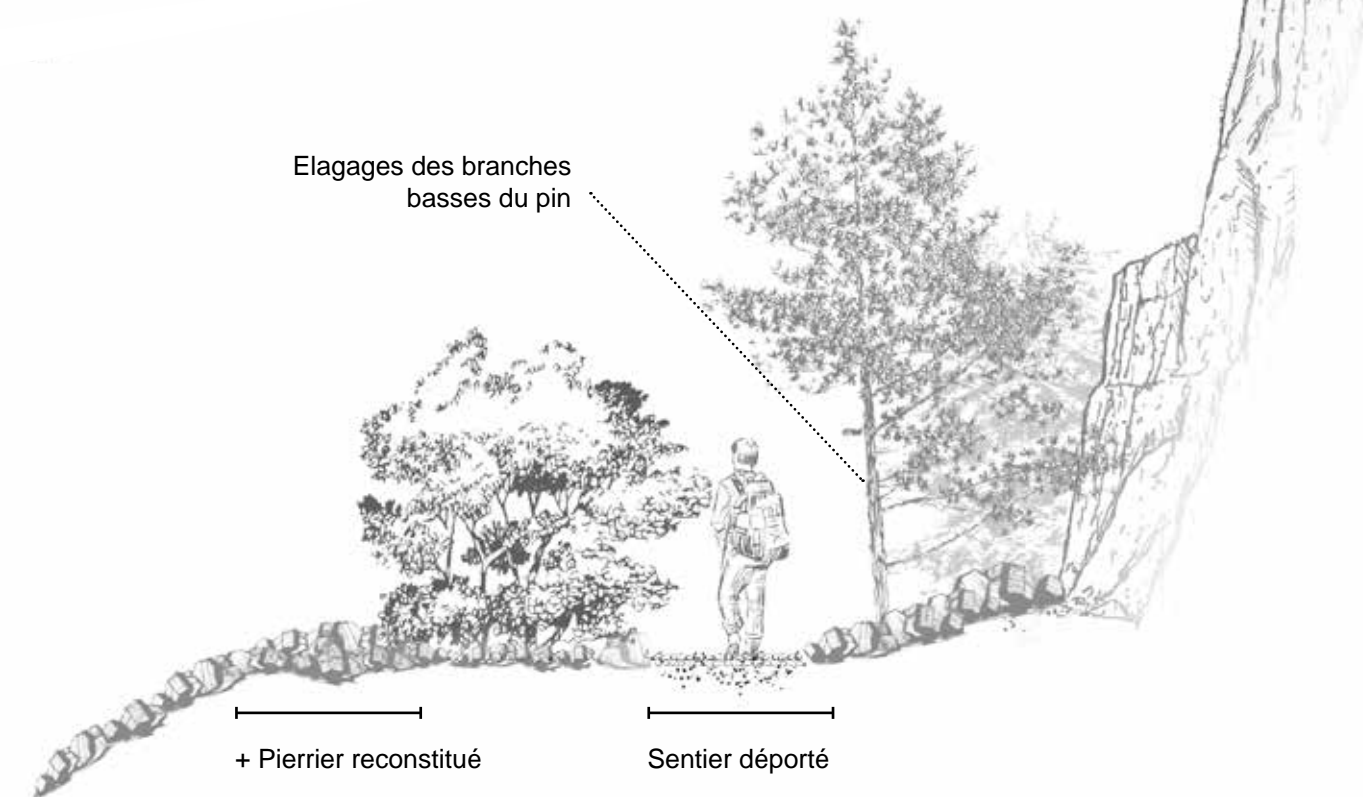 Elagages des branches
basses du pin
+ Pierrier reconstitué
Sentier déporté